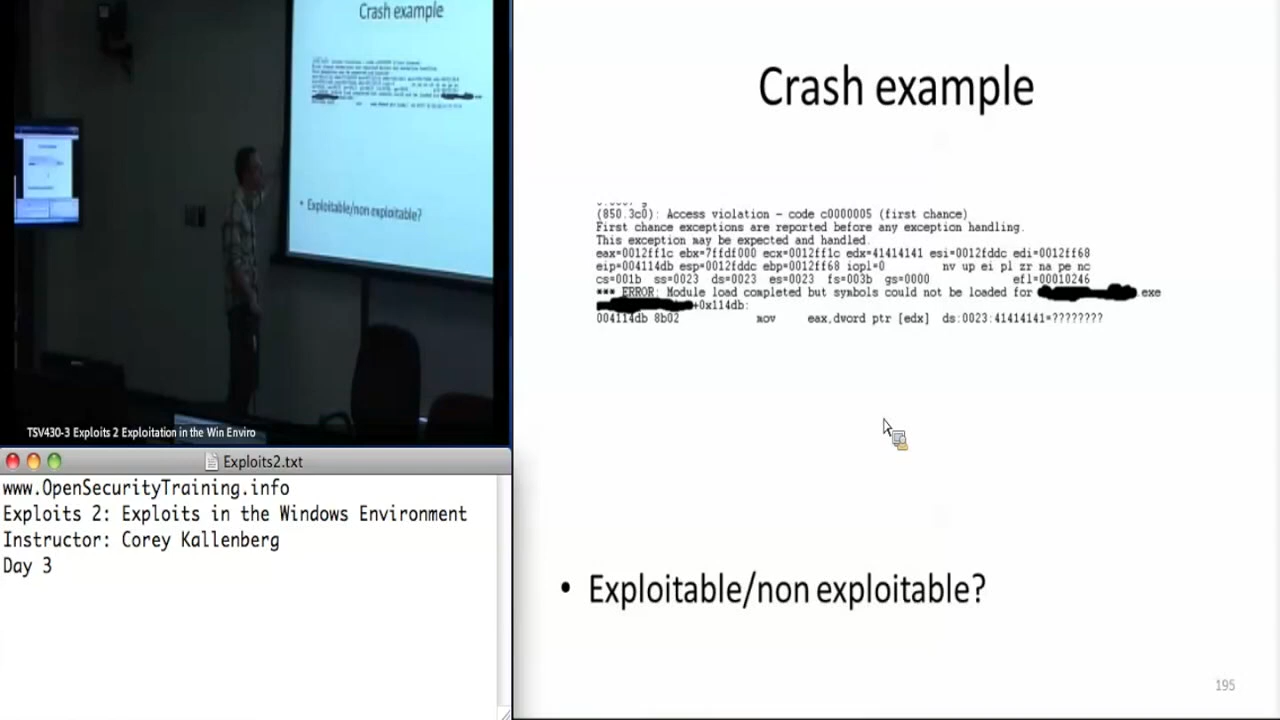 Crash example
• Exploitable/non exploitable?
TSV430-3 Exploits 2 Exploitation in the Win Enviro
Exploits2.txt
www.OpenSecurityTraining.info
Exploits 2: Exploits in the Windows Environment
Instructor: Corey Kallenberg
Day 3
Crash example
(850.3c0): Access violation - code c0000005 (first chance)
First chance exceptions are reported before any exception handling.
This exception may be expected and handled.
eax=0012ff1c ebx=7ffdf000 ecx=0012ff1c edx=41414141 esi=0012fddc edi=0012ff68
eip=004114db esp=0012fddc ebp=0012ff68 iopl=0 nv up ei pl zr na pe nc
cs=001b ss=0023 ds=0023 es=0023 fs=003b gs=0000 efl=00010246
*** ERROR: Module load completed but symbols could not be loaded for .exe
+0x114db:
004114db 8b02 mov eax,dword ptr [edx] ds:0023:41414141=????????
• Exploitable/non exploitable?
195